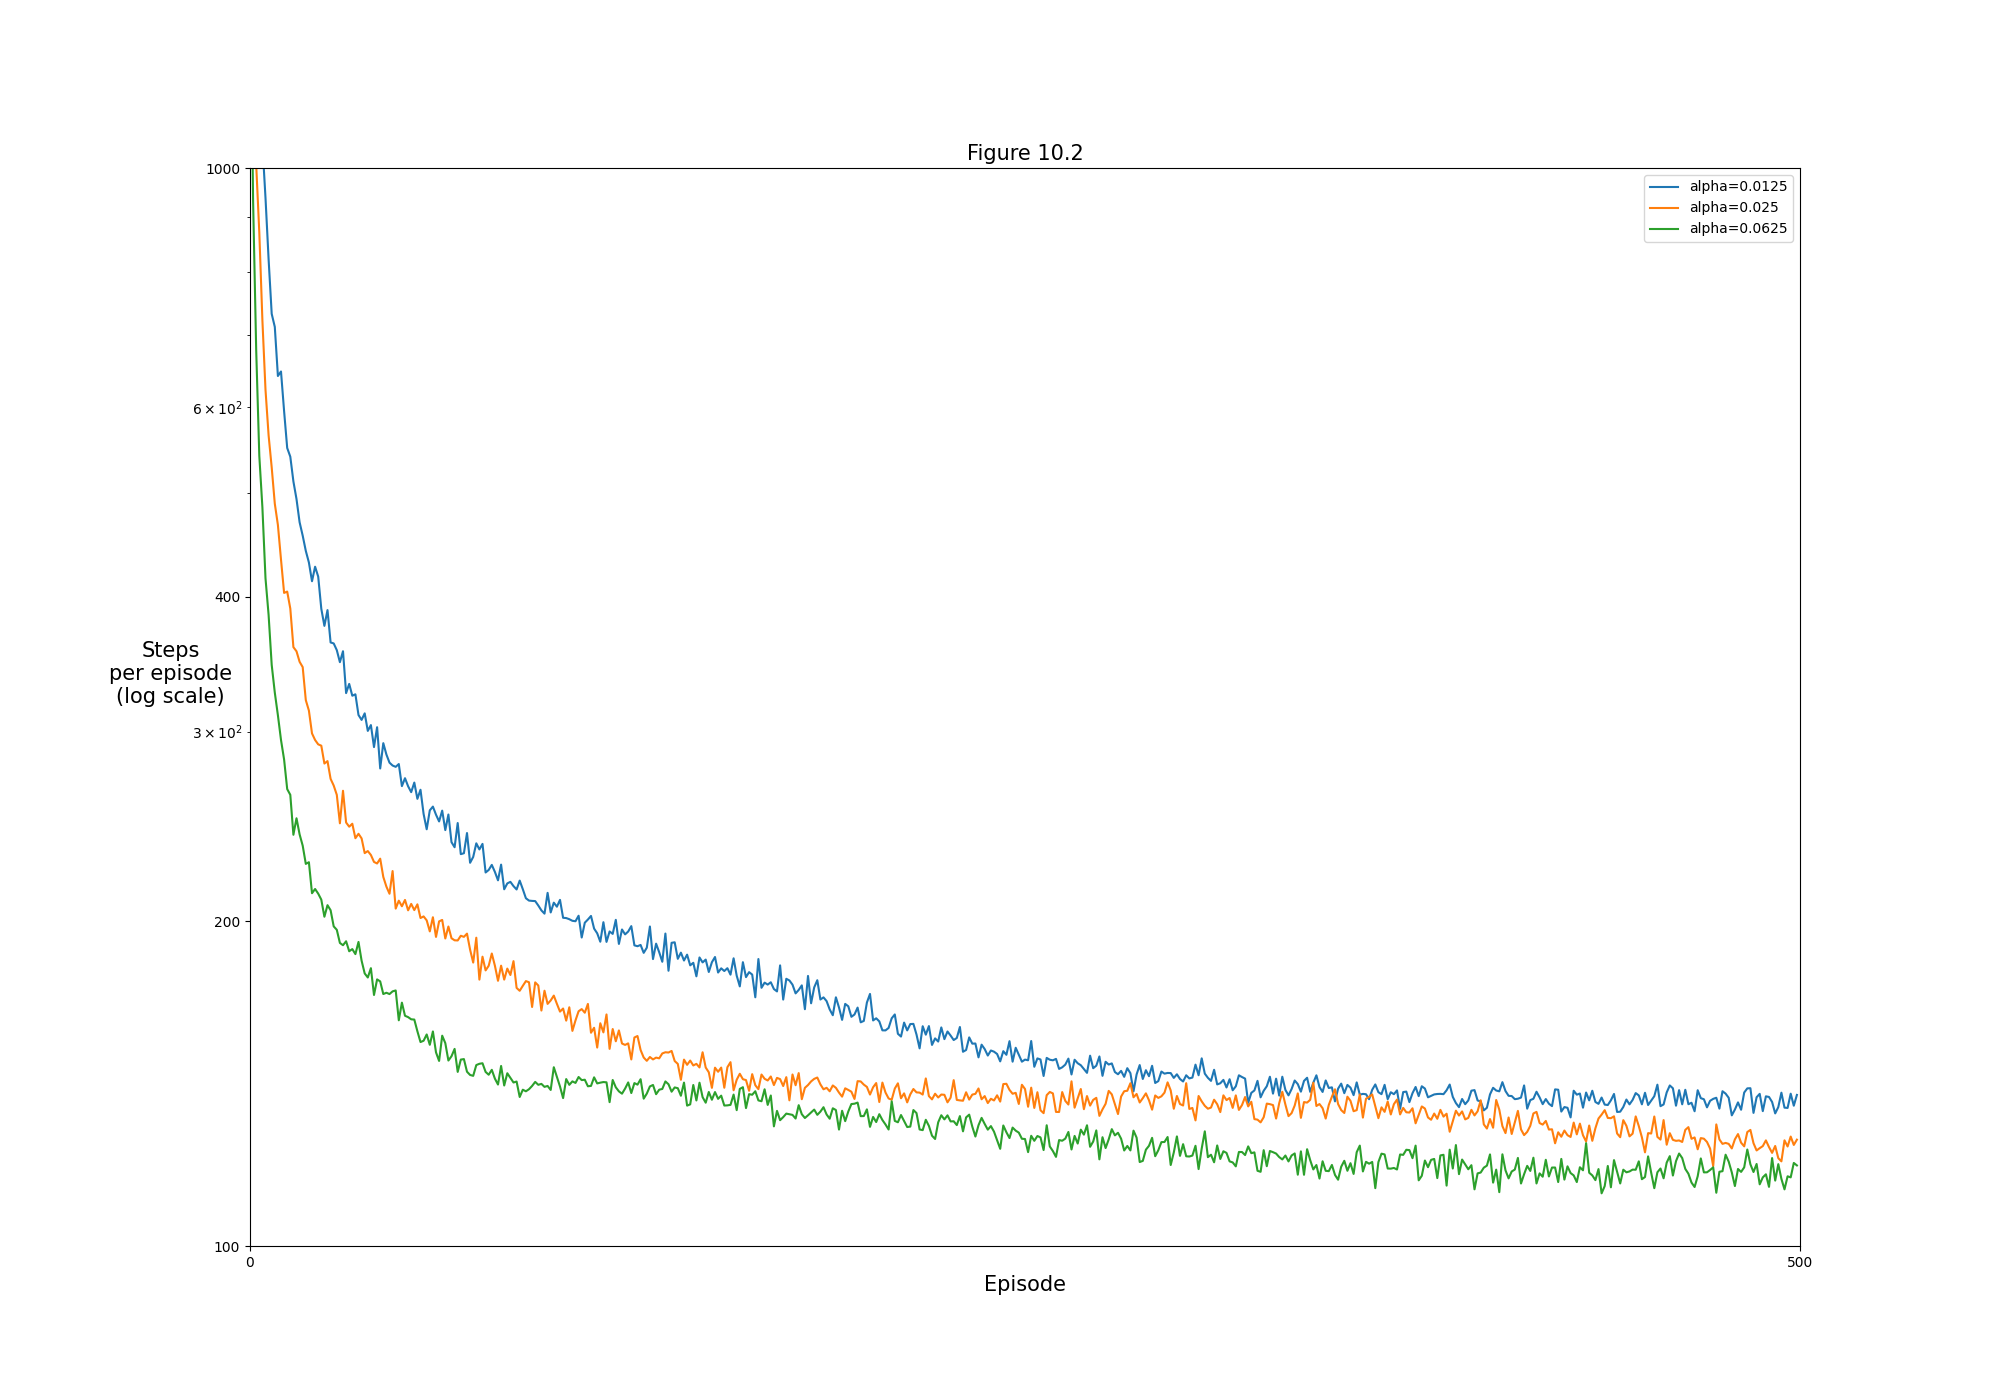 Figure 10.2
1000
6 × 10²
400
3 × 10²
200
100
Steps
per episode
(log scale)
alpha=0.0125
alpha=0.025
alpha=0.0625
0
500
Episode